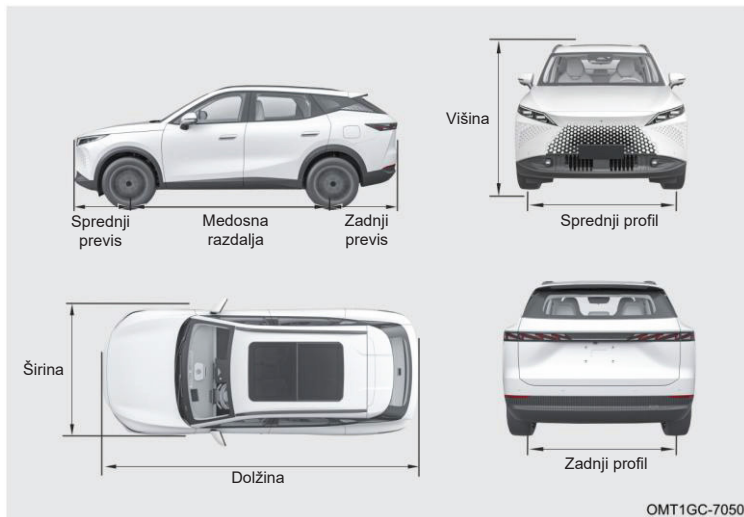 Višina
Sprednji
previs
Medosna
razdalja
Zadnji
previs
Sprednji profil
Širina
Dolžina
Zadnji profil
OMT1GC-7050